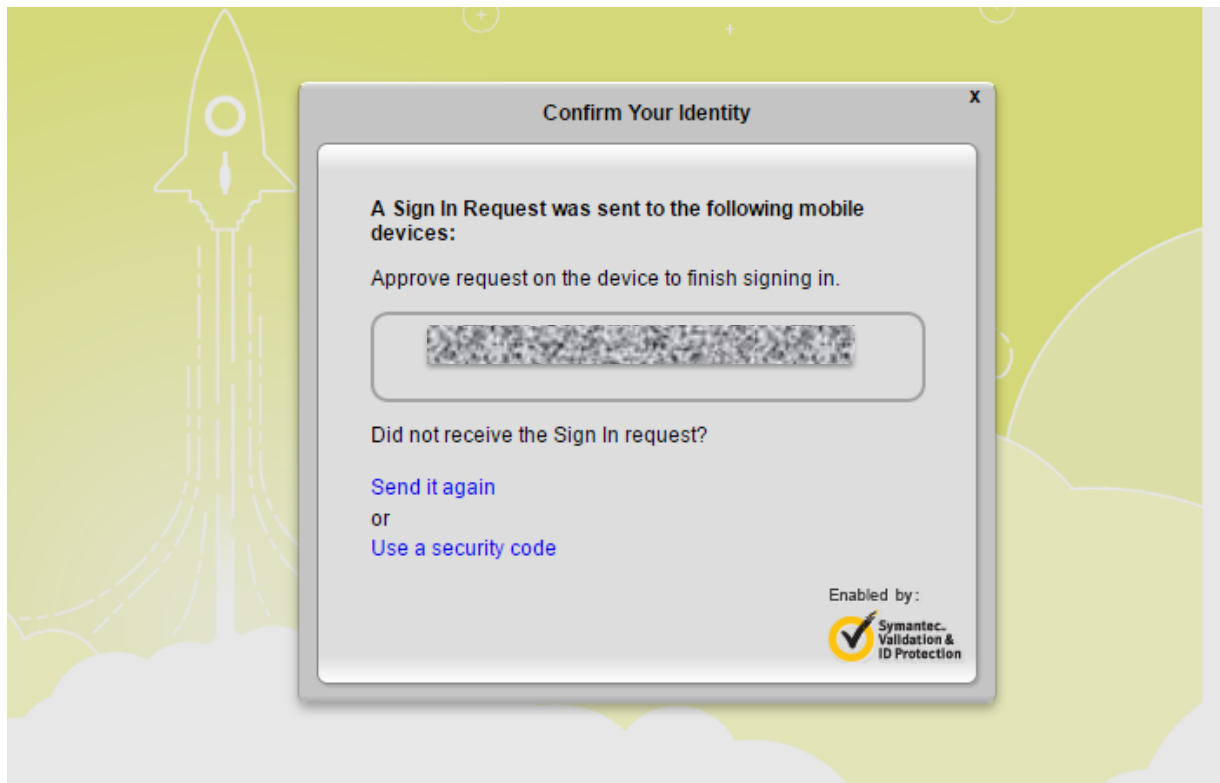 Confirm Your Identity
x
A Sign In Request was sent to the following mobile
devices:
Approve request on the device to finish signing in.
Did not receive the Sign In request?
Send it again
or
Use a security code
Enabled by:
Symantec™
Validation &
ID Protection